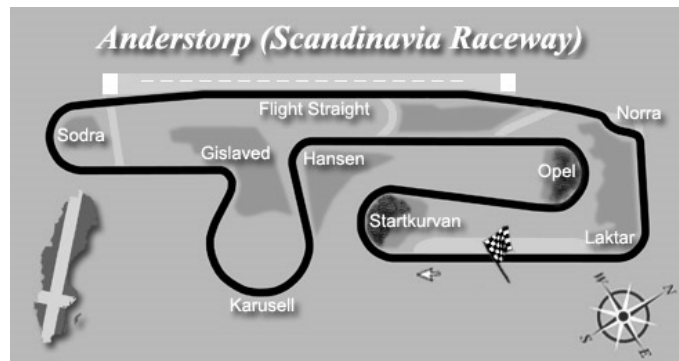 Anderstorp (Scandinavia Raceway)
Flight Straight
Norra
Sodra
Gislaved
Hansen
Opel
Startkurvan
Laktar
Karusell
W
N
S
E